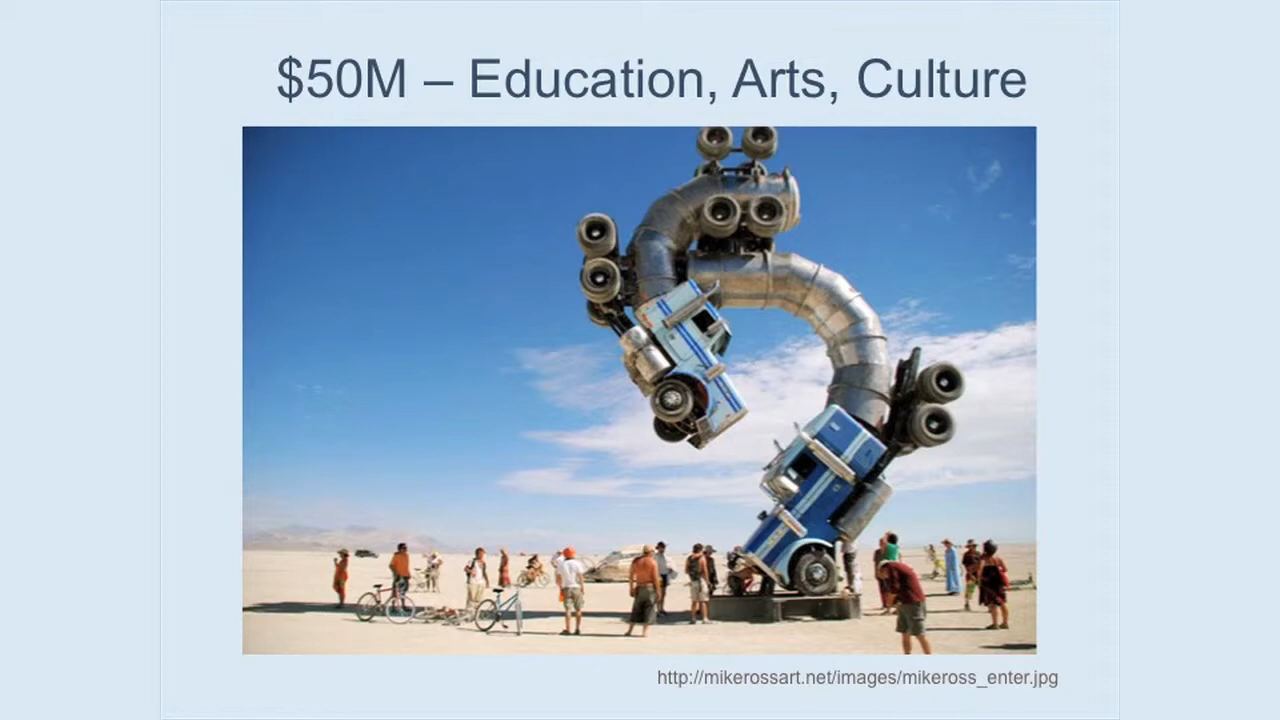 $50M – Education, Arts, Culture
http://mikerossart.net/images/mikeross_enter.jpg